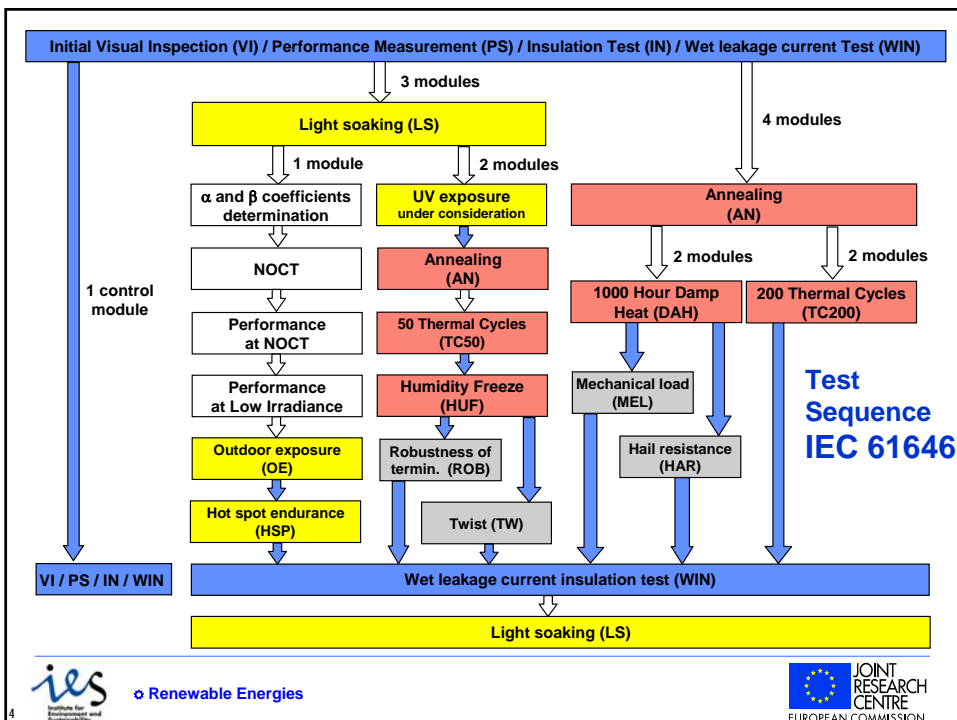 Initial Visual Inspection (VI) / Performance Measurement (PS) / Insulation Test (IN) / Wet leakage current Test (WIN)
3 modules
4 modules
Light soaking (LS)
1 module
2 modules
α and β coefficients
determination
UV exposure
under consideration
Annealing
(AN)
NOCT
Annealing
(AN)
2 modules
2 modules
1 control
module
1000 Hour Damp
Heat (DAH)
200 Thermal Cycles
(TC200)
Performance
at NOCT
50 Thermal Cycles
(TC50)
Performance
at Low Irradiance
Humidity Freeze
(HUF)
Mechanical load
(MEL)
Test
Sequence
IEC 61646
Outdoor exposure
(OE)
Robustness of
termin. (ROB)
Hail resistance
(HAR)
Hot spot endurance
(HSP)
Twist (TW)
VI / PS / IN / WIN
Wet leakage current insulation test (WIN)
Light soaking (LS)
ies
Institute for
Environment and
Sustainability
Renewable Energies
JOINT
RESEARCH
CENTRE
EUROPEAN COMMISSION
4